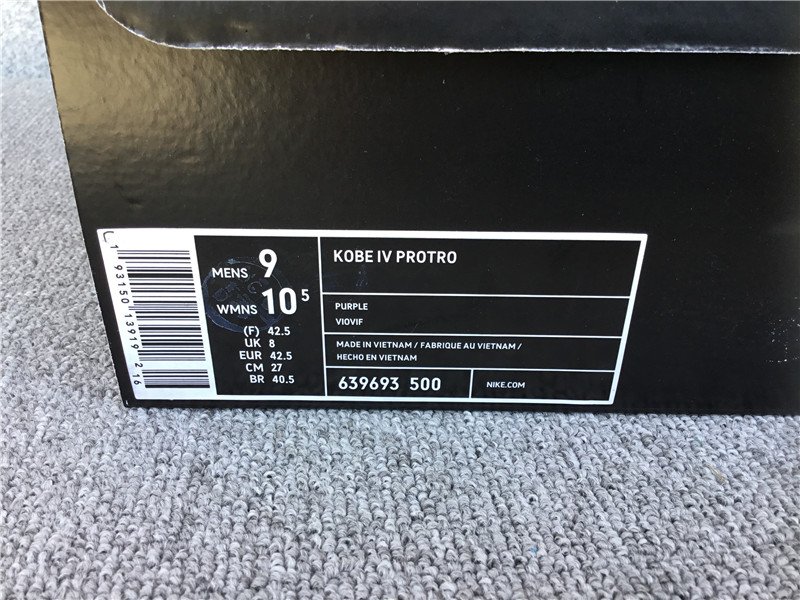 1 93150 13919 2 16
MENS 9
WMNS 10 5
(F) 42.5
UK 8
EUR 42.5
CM 27
BR 40.5
KOBE IV PROTRO
PURPLE
VIOVIF
MADE IN VIETNAM / FABRIQUE AU VIETNAM /
HECHO EN VIETNAM
639693 500
NIKE.COM